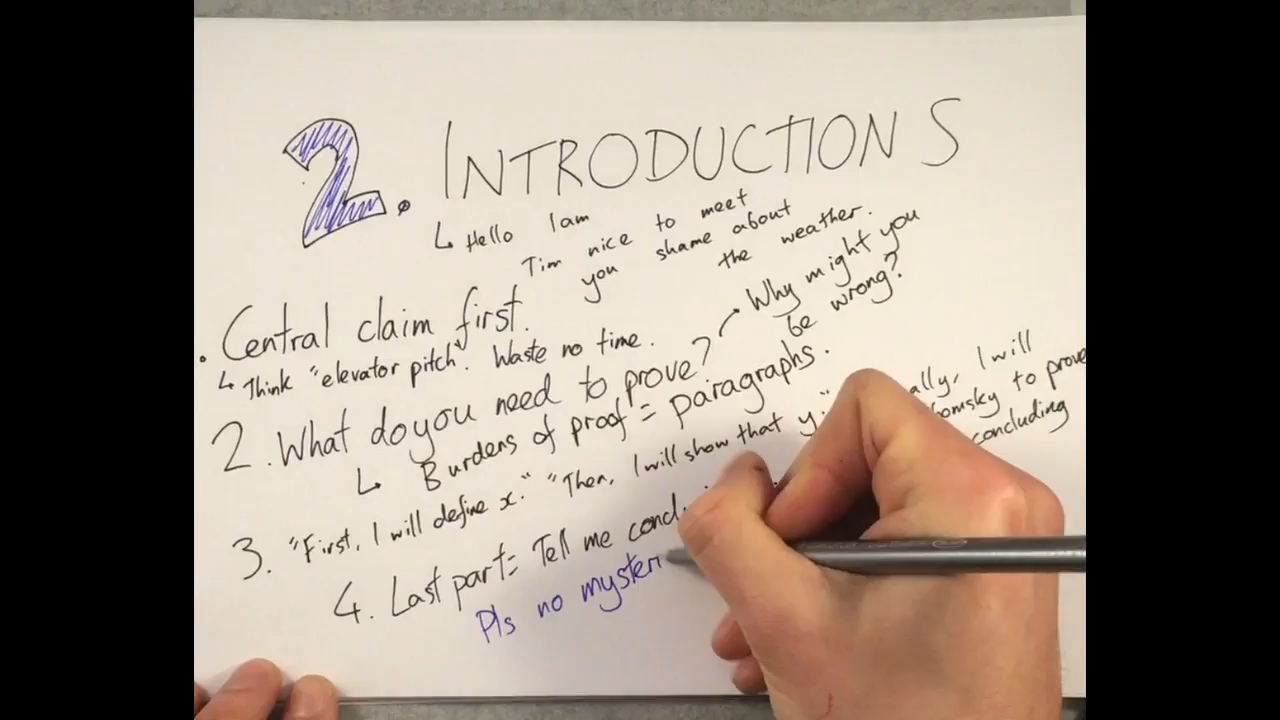 2. INTRODUCTIONS
↳ Hello I am
Tim nice to meet
you shame about
the weather.
. Central claim first.
↳ Think "elevator pitch". Waste no time.
2. What do you need to prove? → Why might you
be wrong?
↳ Burdens of proof = paragraphs.
3. "First, I will define x." "Then, I will show that y." I will
to prove
concluding
4. Last part = Tell me
Pls no